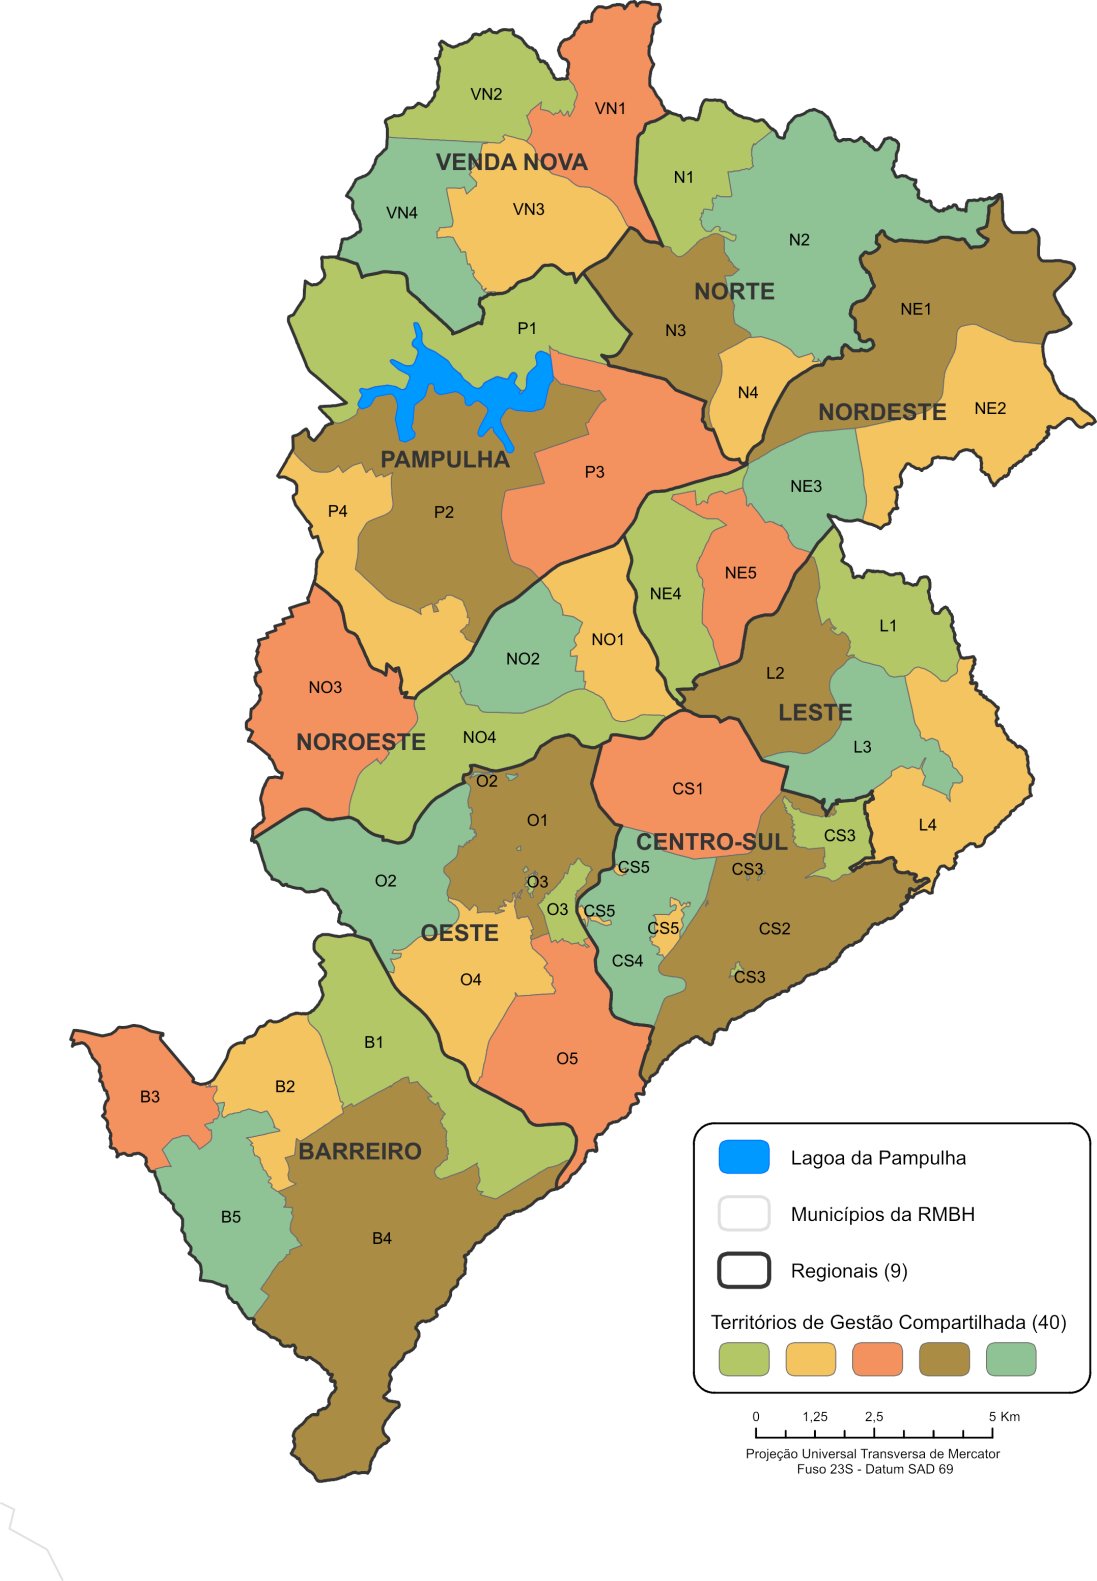 VN2
VN1
VENDA NOVA
N1
VN4
VN3
N2
NORTE
NE1
P1
N3
N4
NORDESTE
NE2
PAMPULHA
P3
NE3
P4
P2
NE5
NE4
L1
NO1
NO2
L2
NO3
LESTE
NOROESTE
NO4
L3
O2
CS1
O1
L4
CENTRO-SUL
CS3
CS5
CS3
O2
O3
O3
CS5
CS5
CS2
OESTE
CS4
O4
CS3
B1
O5
B2
B3
BARREIRO
B5
B4
Lagoa da Pampulha
Municípios da RMBH
Regionais (9)
Territórios de Gestão Compartilhada (40)
0 1,25 2,5 5 Km
Projeção Universal Transversa de Mercator
Fuso 23S - Datum SAD 69